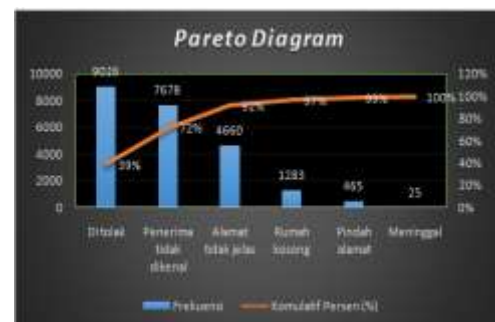 Pareto Diagram
10000
8000
6000
4000
2000
0
9028
7678
4660
1283
465
25
39%
72%
92%
97%
99%
100%
120%
100%
80%
60%
40%
20%
0%
Ditolak
Penerima
tidak
dikenal
Alamat
tidak jelas
Rumah
kosong
Pindah
alamat
Meninggal
Frekuensi
Komulatif Persen (%)